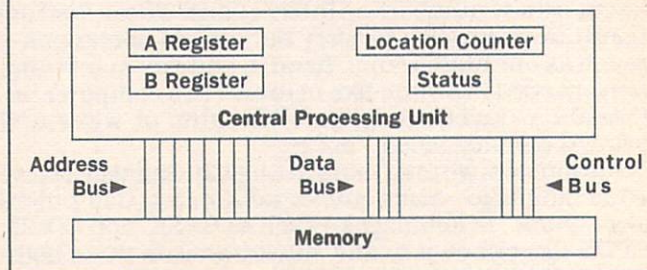 A Register
Location Counter
B Register
Status
Central Processing Unit
Address Bus
Data Bus
Control Bus
Memory